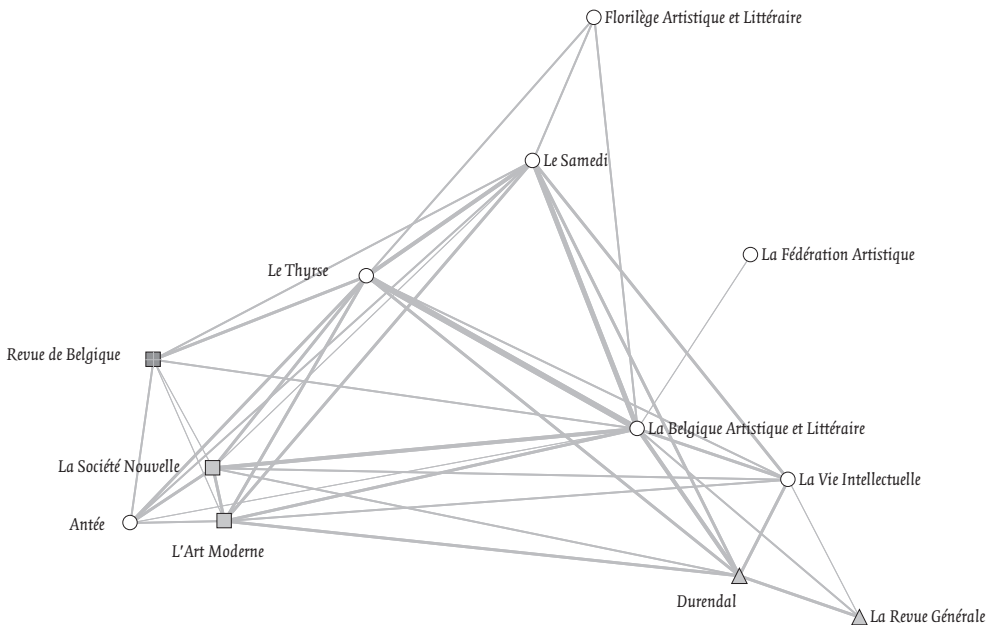 Florilège Artistique et Littéraire
Le Samedi
La Fédération Artistique
Le Thyrse
Revue de Belgique
La Belgique Artistique et Littéraire
La Société Nouvelle
La Vie Intellectuelle
Antée
L'Art Moderne
Durendal
La Revue Générale